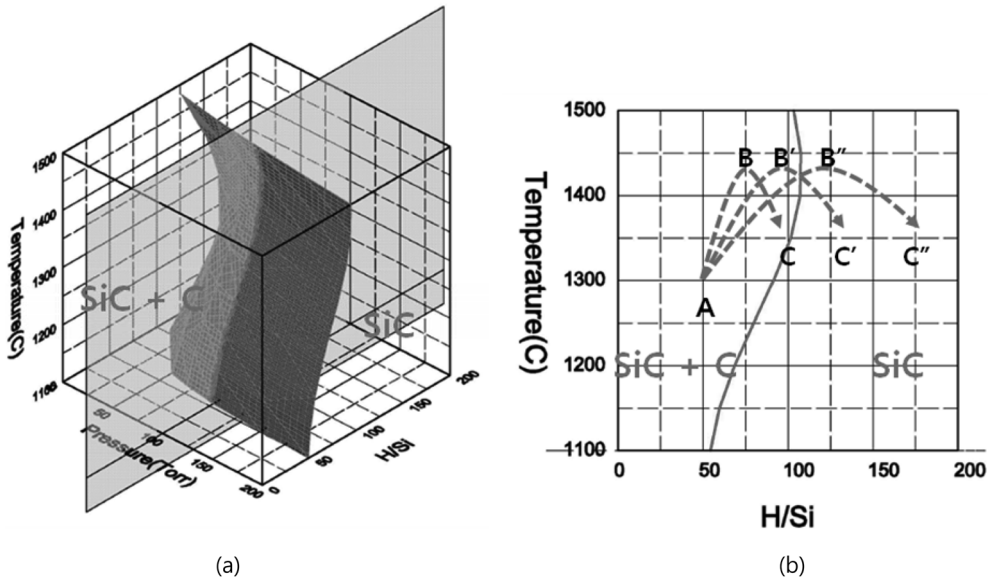 1500
1400
1300
1200
1100
Temperature(C)
SiC + C
SiC
50
100
150
200
Pressure(Torr)
0
50
100
150
200
H/Si
(a)
1500
1400
1300
1200
1100
Temperature(C)
B B′ B″
C C′ C″
A
SiC + C
SiC
0 50 100 150 200
H/Si
(b)